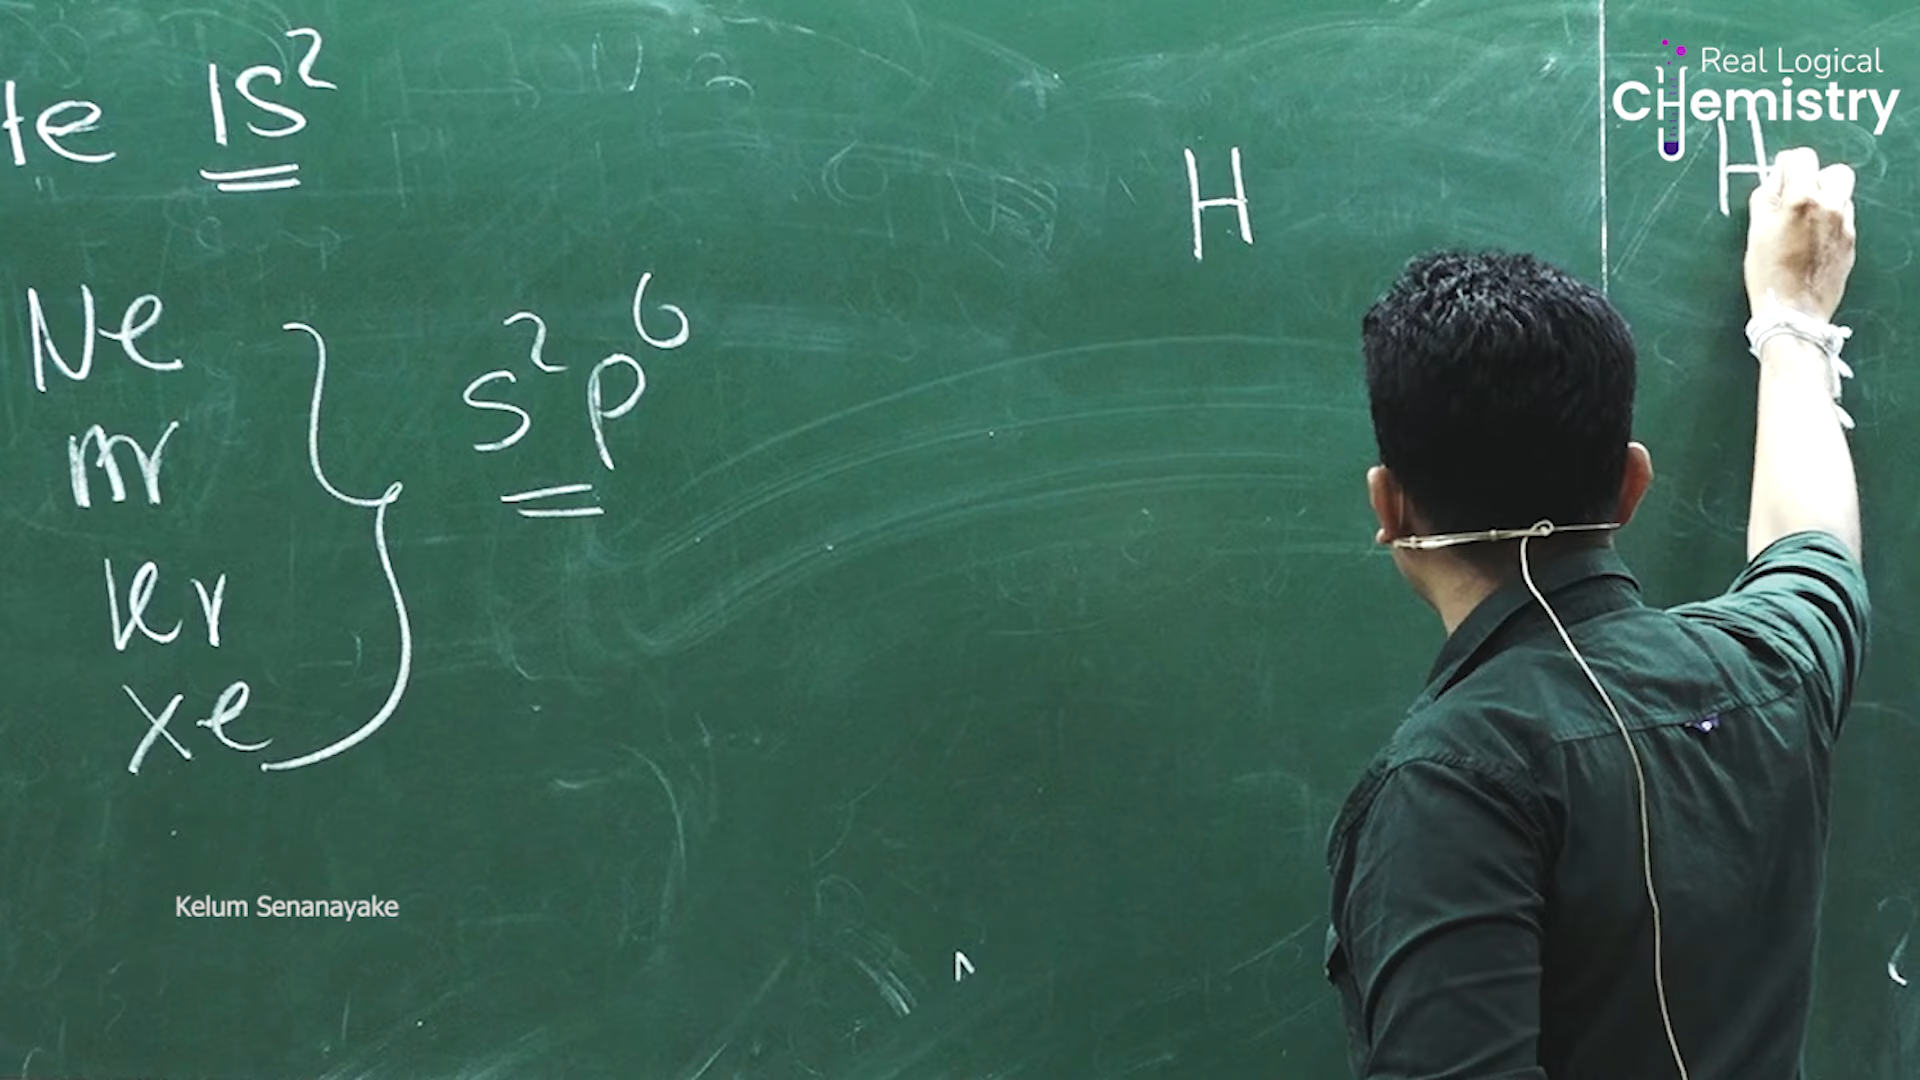 He 1s²
Real Logical
Chemistry
H
H
Ne
Ar
Kr
Xe
s²p⁶
Kelum Senanayake